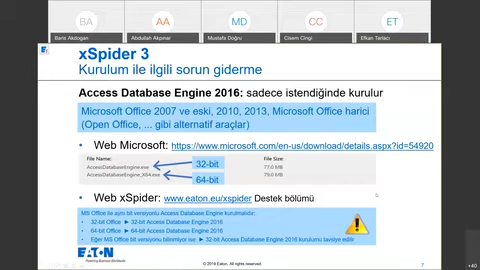 BA
AA
MD
CC
ET
Baris Akdogan
Abdullah Akpınar
Mustafa Doğru
Cisem Cingi
Efkan Tarlacı
EATON
xSpider 3
Kurulum ile ilgili sorun giderme
Access Database Engine 2016: sadece istendiğinde kurulur
Microsoft Office 2007 ve eski, 2010, 2013, Microsoft Office harici
(Open Office, ... gibi alternatif araçlar)
• Web Microsoft: https://www.microsoft.com/en-us/download/details.aspx?id=54920
File Name: File Size:
AccessDatabaseEngine.exe 32-bit 77.0 MB
AccessDatabaseEngine_X64.exe 64-bit 79.0 MB
• Web xSpider: www.eaton.eu/xspider Destek bölümü
MS Office ile aynı bit versiyonlu Access Database Engine kurulmalıdır:
• 32-bit Office ► 32-bit Access Database Engine 2016
• 64-bit Office ► 64-bit Access Database Engine 2016
• Eğer MS Office bit versiyonu bilinmiyor ise ► 32-bit Access Database Engine 2016 kurulumu tavsiye edilir
EATON
Powering Business Worldwide
© 2016 Eaton. All rights reserved.
7
+40